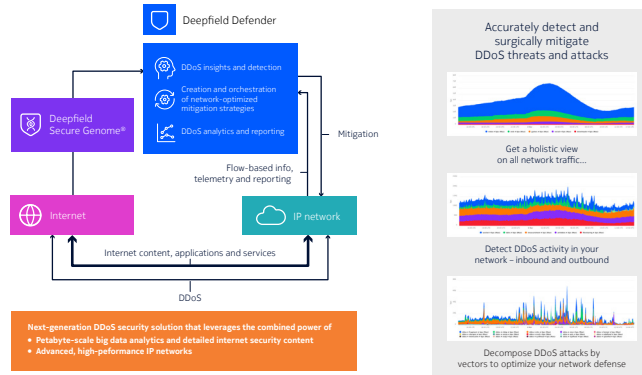 Deepfield Defender
DDoS insights and detection
Creation and orchestration
of network-optimized
mitigation strategies
DDoS analytics and reporting
Deepfield
Secure Genome®
Mitigation
Flow-based info,
telemetry and reporting
Internet
IP network
Internet content, applications and services
DDoS
Next-generation DDoS security solution that leverages the combined power of
• Petabyte-scale big data analytics and detailed internet security content
• Advanced, high-peformance IP networks
Accurately detect and
surgically mitigate
DDoS threats and attacks
Get a holistic view
on all network traffic...
Detect DDoS activity in your
network – inbound and outbound
Decompose DDoS attacks by
vectors to optimize your network defense